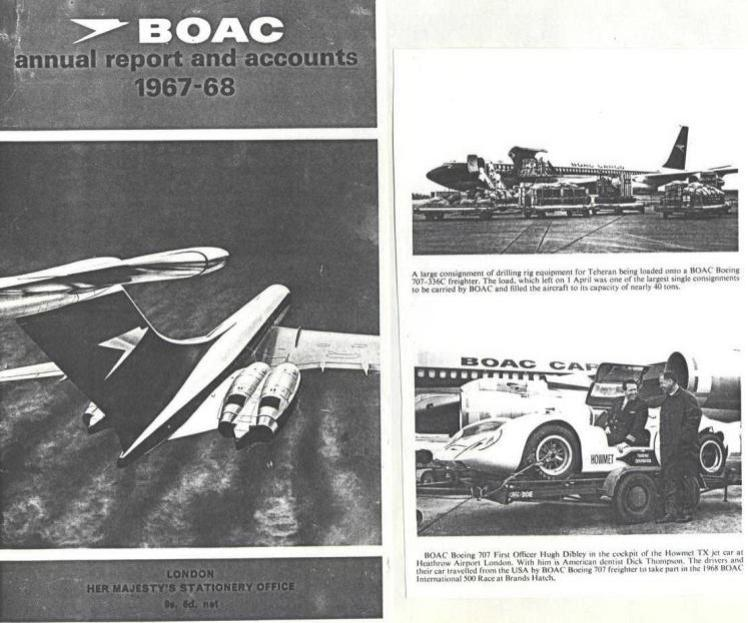 BOAC
annual report and accounts
1967-68
LONDON
HER MAJESTY'S STATIONERY OFFICE
9s. 6d. net
BOAC CARGO
A large consignment of drilling rig equipment for Teheran being loaded onto a BOAC Boeing
707-336C freighter. The load, which left on 1 April was one of the largest single consignments
to be carried by BOAC and filled the aircraft to its capacity of nearly 40 tons.
BOAC CAR
HOWMET
BOAC Boeing 707 First Officer Hugh Dibley in the cockpit of the Howmet TX jet car at
Heathrow Airport London. With him is American dentist Dick Thompson. The drivers and
their car travelled from the USA by BOAC Boeing 707 freighter to take part in the 1968 BOAC
International 500 Race at Brands Hatch.